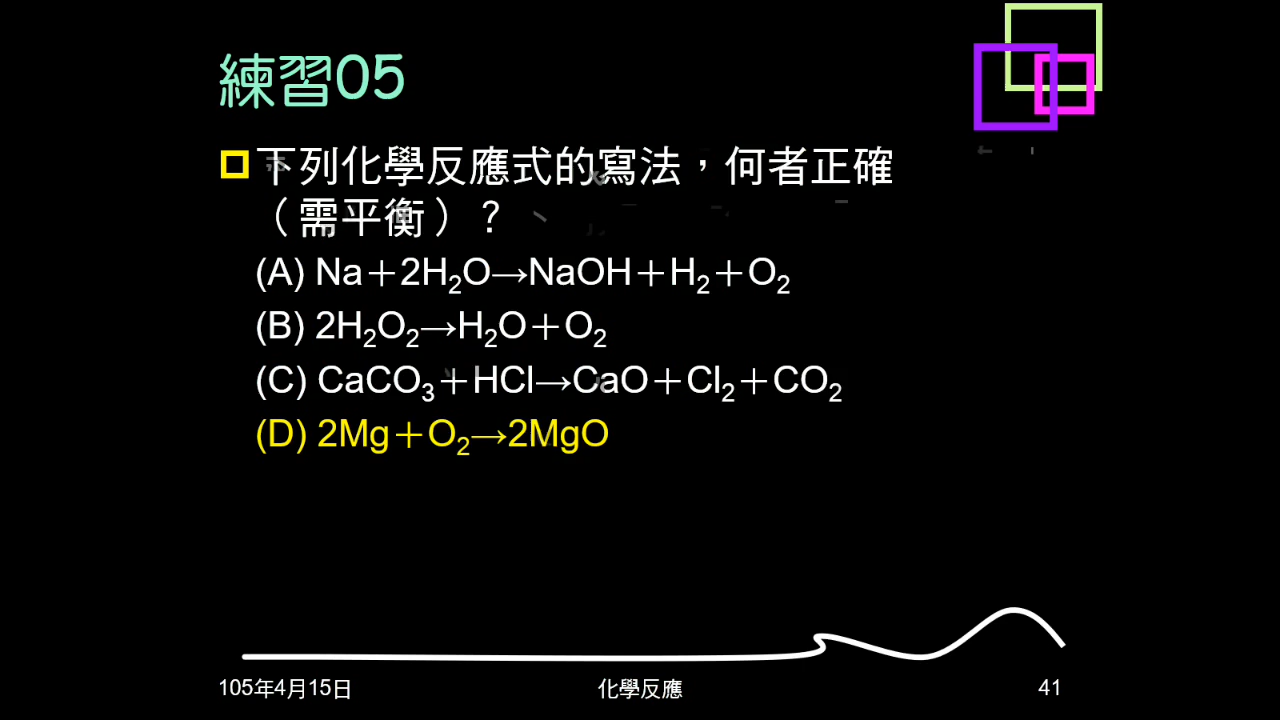 練習05
下列化學反應式的寫法，何者正確
（需平衡）？
(A) Na＋2H₂O→NaOH＋H₂＋O₂
(B) 2H₂O₂→H₂O＋O₂
(C) CaCO₃＋HCl→CaO＋Cl₂＋CO₂
(D) 2Mg＋O₂→2MgO
105年4月15日
化學反應
41